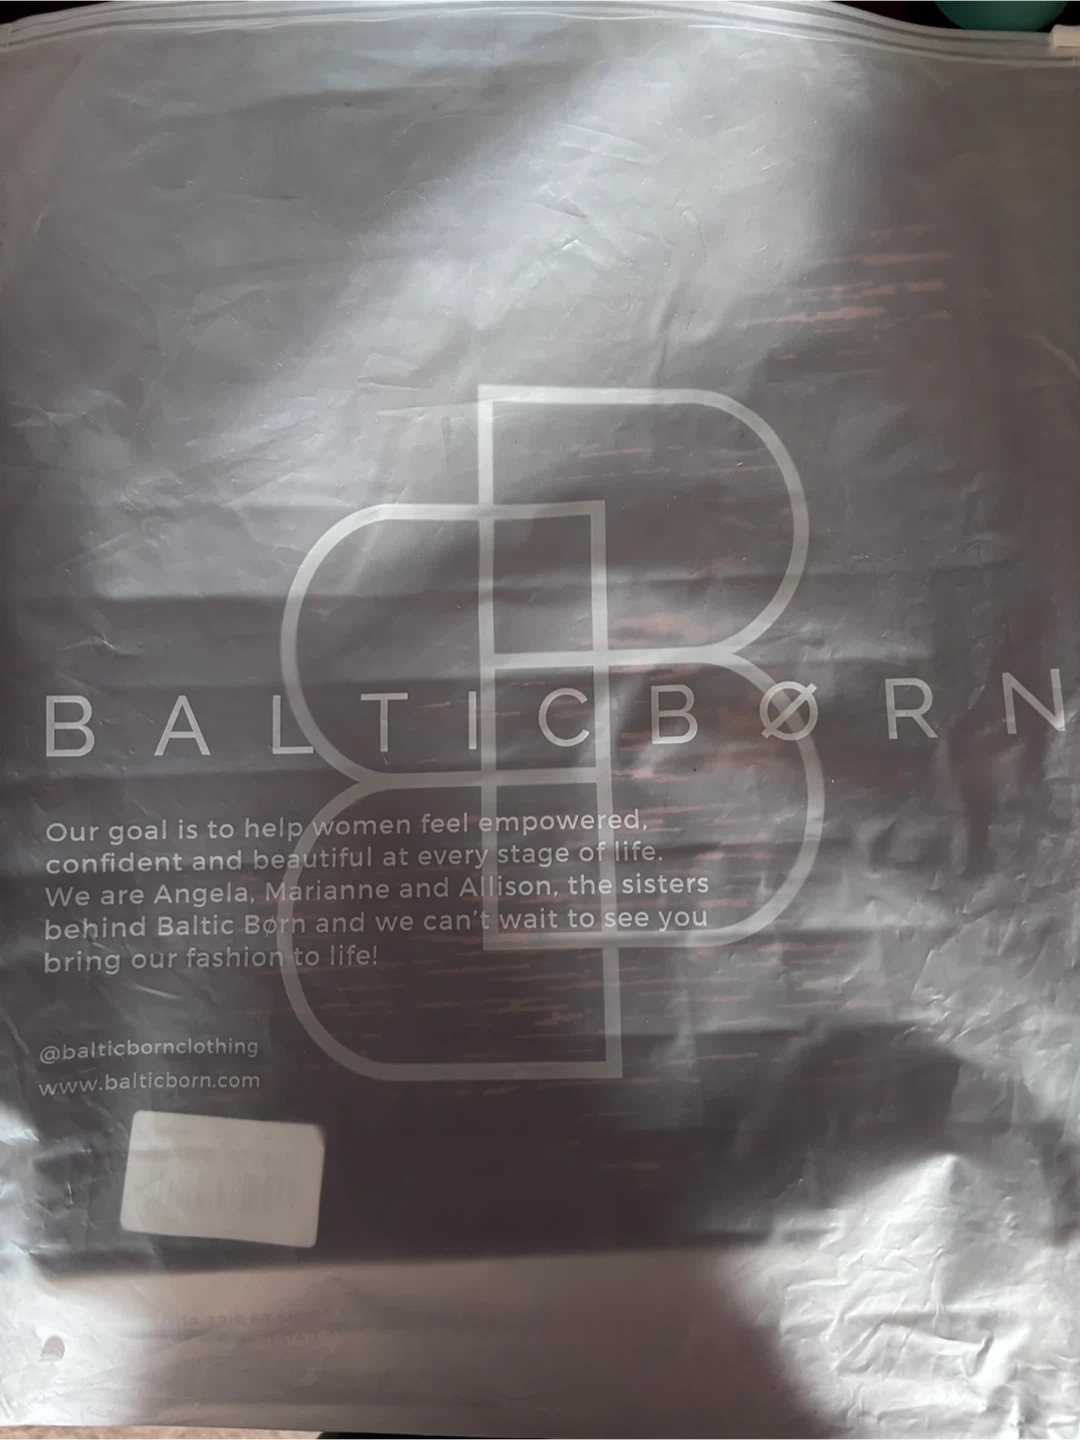 BALTICBØRN
Our goal is to help women feel empowered,
confident and beautiful at every stage of life.
We are Angela, Marianne and Allison, the sisters
behind Baltic Børn and we can't wait to see you
bring our fashion to life!
@balticbornclothing
www.balticborn.com